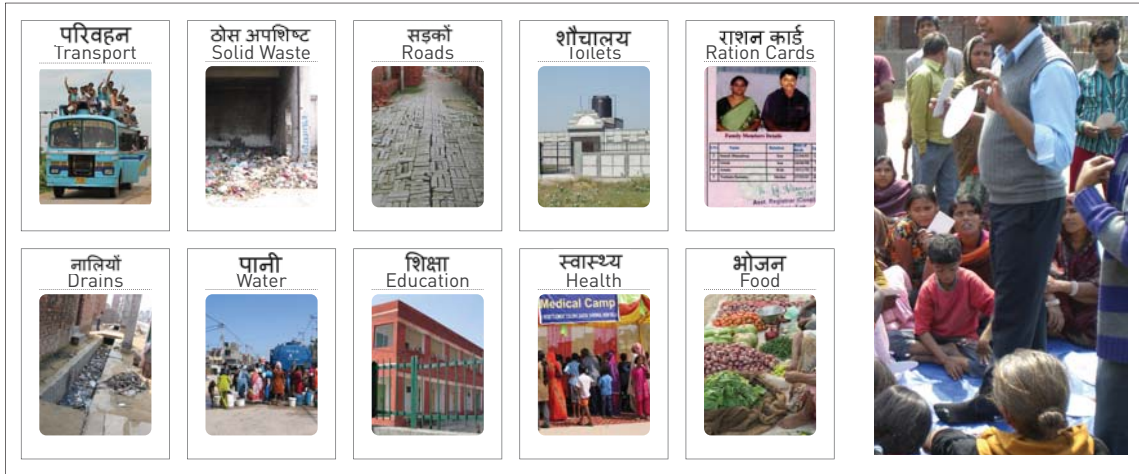 परिवहन
Transport
ठोस अपशिष्ट
Solid Waste
सड़कों
Roads
शौचालय
Toilets
राशन कार्ड
Ration Cards
Family Members Details
Name
नालियों
Drains
पानी
Water
शिक्षा
Education
स्वास्थ्य
Health
Medical Camp
भोजन
Food